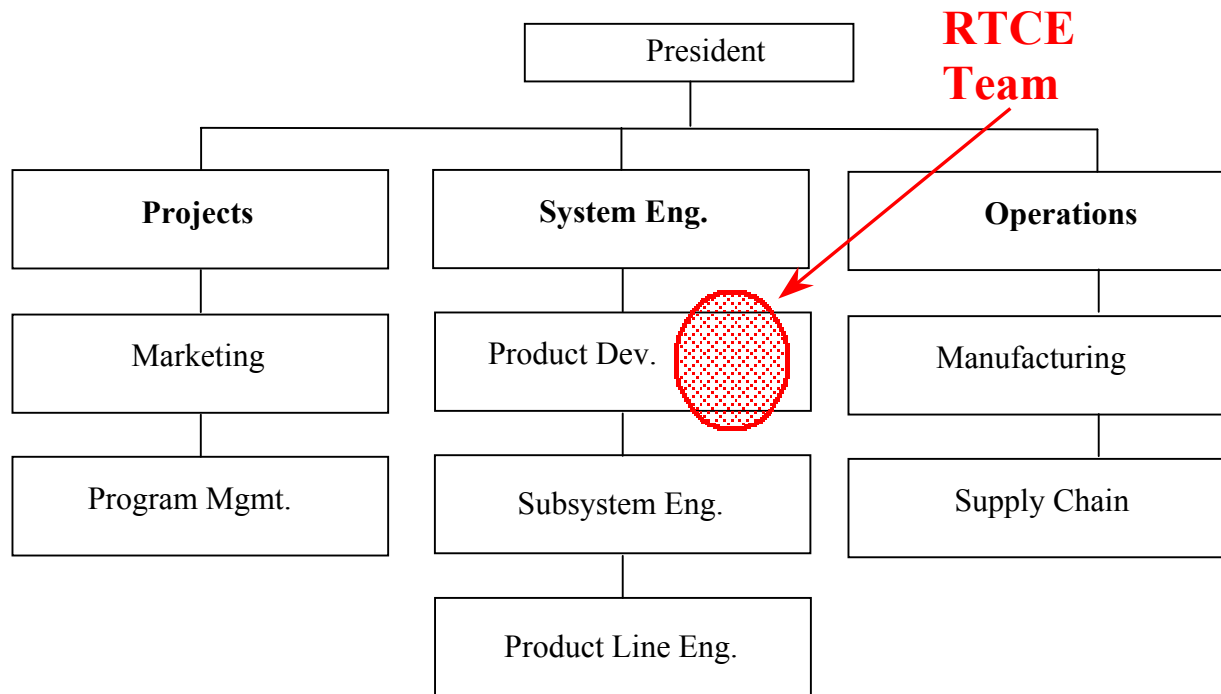 President
RTCE
Team
Projects
System Eng.
Operations
Marketing
Product Dev.
Manufacturing
Program Mgmt.
Subsystem Eng.
Supply Chain
Product Line Eng.